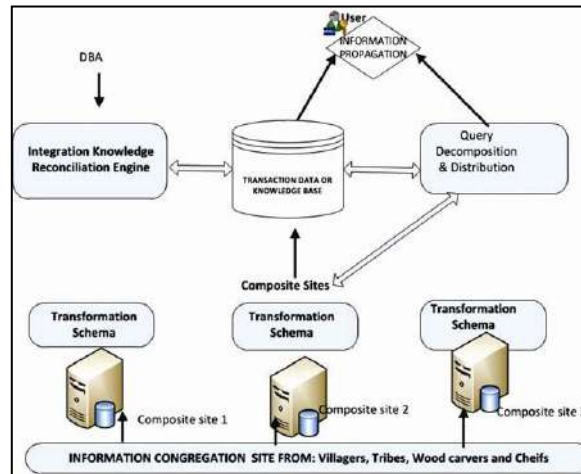 User
INFORMATION
PROPAGATION
DBA
Integration Knowledge
Reconciliation Engine
TRANSACTION DATA OR
KNOWLEDGE BASE
Query
Decomposition
& Distribution
Composite Sites
Transformation
Schema
Transformation
Schema
Transformation
Schema
Composite site 1
Composite site 2
Composite site
INFORMATION CONGREGATION SITE FROM: Villagers, Tribes, Wood carvers and Cheifs